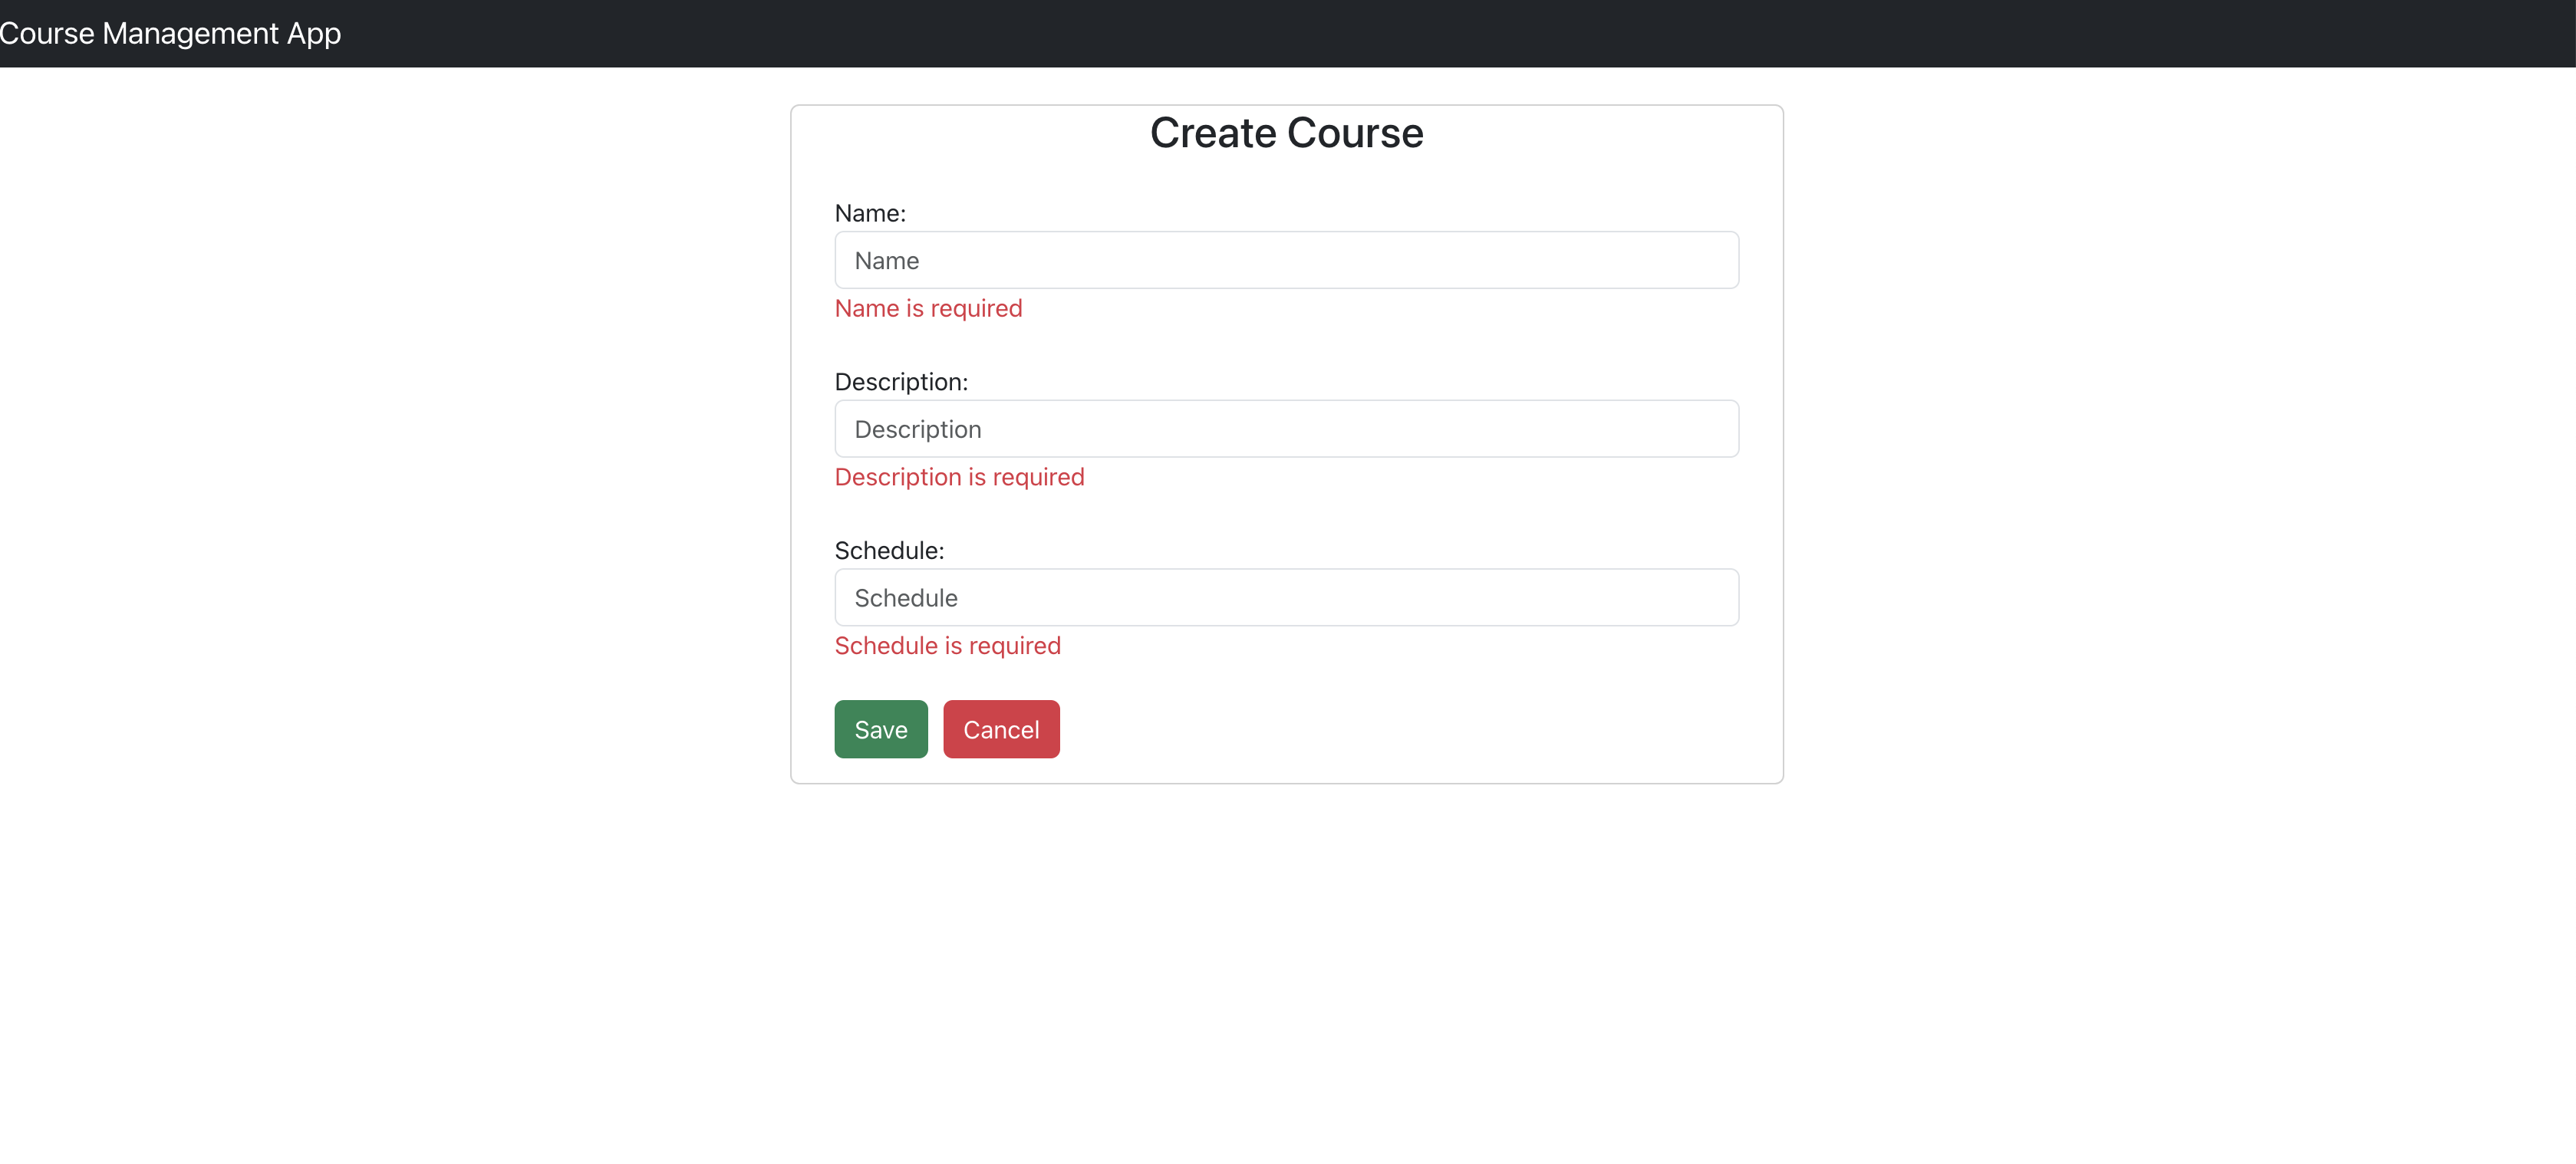 Course Management App
Create Course
Name:
Name
Name is required
Description:
Description
Description is required
Schedule:
Schedule
Schedule is required
Save Cancel